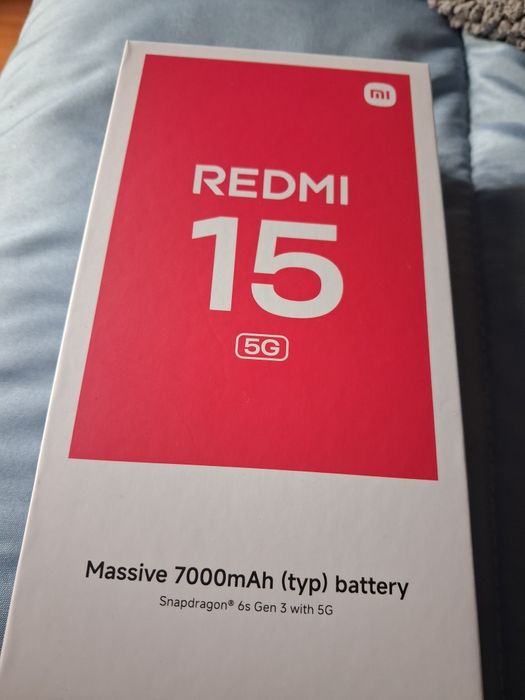 mi
REDMI
15
5G
Massive 7000mAh (typ) battery
Snapdragon® 6s Gen 3 with 5G